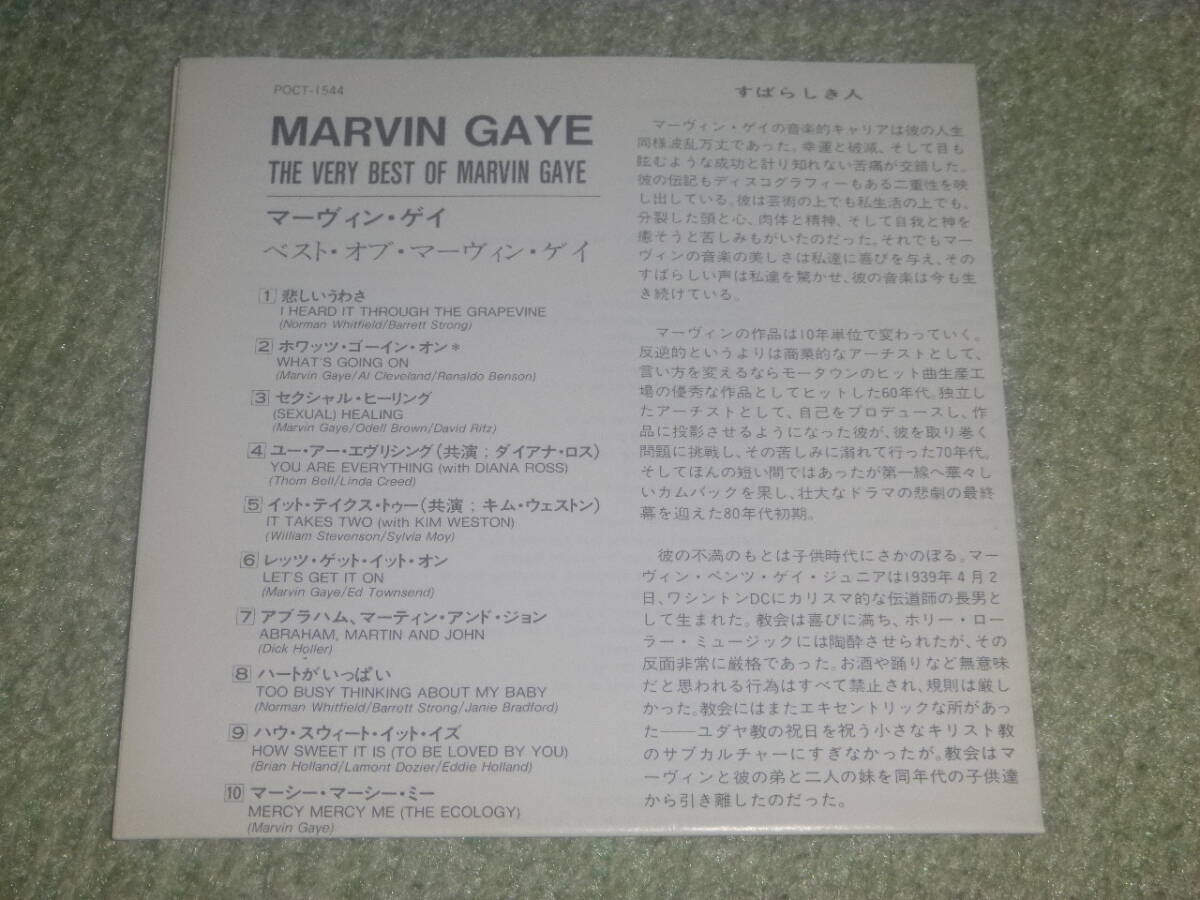 POCT-1544
MARVIN GAYE
THE VERY BEST OF MARVIN GAYE
マーヴィン・ゲイ
ベスト・オブ・マーヴィン・ゲイ
1 悲しいうわさ
I HEARD IT THROUGH THE GRAPEVINE
(Norman Whitfield/Barrett Strong)
2 ホワッツ・ゴーイン・オン*
WHAT'S GOING ON
(Marvin Gaye/Al Cleveland/Renaldo Benson)
3 セクシャル・ヒーリング
(SEXUAL) HEALING
(Marvin Gaye/Odell Brown/David Ritz)
4 ユー・アー・エヴリシング(共演;ダイアナ・ロス)
YOU ARE EVERYTHING (with DIANA ROSS)
(Thom Bell/Linda Creed)
5 イット・テイクス・トゥー(共演;キム・ウェストン)
IT TAKES TWO (with KIM WESTON)
(William Stevenson/Sylvia Moy)
6 レッツ・ゲット・イット・オン
LET'S GET IT ON
(Marvin Gaye/Ed Townsend)
7 アブラハム、マーティン・アンド・ジョン
ABRAHAM, MARTIN AND JOHN
(Dick Holler)
8 ハートがいっぱい
TOO BUSY THINKING ABOUT MY BABY
(Norman Whitfield/Barrett Strong/Janie Bradford)
9 ハウ・スウィート・イット・イズ
HOW SWEET IT IS (TO BE LOVED BY YOU)
(Brian Holland/Lamont Dozier/Eddie Holland)
10 マーシー・マーシー・ミー
MERCY MERCY ME (THE ECOLOGY)
(Marvin Gaye)
すばらしき人
マーヴィン・ゲイの音楽的キャリアは彼の人生
同様波乱万丈であった。幸運と破滅、そして目も
眩むような成功と計り知れない苦痛が交錯した。
彼の伝記もディスコグラフィーもある二重性を映
し出している。彼は芸術の上でも私生活の上でも、
分裂した頭と心、肉体と精神、そして自我と神を
癒そうと苦しみもがいたのだった。それでもマー
ヴィンの音楽の美しさは私達に喜びを与え、その
すばらしい声は私達を驚かせ、彼の音楽は今も生
き続けている。
マーヴィンの作品は10年単位で変わっていく。
反逆的というよりは商業的なアーチストとして、
言い方を変えるならモータウンのヒット曲生産工
場の優秀な作品としてヒットした60年代。独立し
たアーチストとして、自己をプロデュースし、作
品に投影させるようになった彼が、彼を取り巻く
問題に挑戦し、その苦しみに溺れて行った70年代。
そしてほんの短い間ではあったが第一線へ華々し
いカムバックを果し、壮大なドラマの悲劇の最終
幕を迎えた80年代初期。
彼の不満のもとは子供時代にさかのぼる。マー
ヴィン・ペンツ・ゲイ・ジュニアは1939年4月2
日、ワシントンDCにカリスマ的な伝道師の長男と
して生まれた。教会は喜びに満ち、ホリー・ロー
ラー・ミュージックには陶酔させられたが、その
反面非常に厳格であった。お酒や踊りなど無意味
だと思われる行為はすべて禁止され、規則は厳し
かった。教会にはまたエキセントリックな所があっ
た――ユダヤ教の祝日を祝う小さなキリスト教
のサブカルチャーにすぎなかったが。教会はマ
ーヴィンと彼の弟と二人の妹を同年代の子供達
から引き離したのだった。